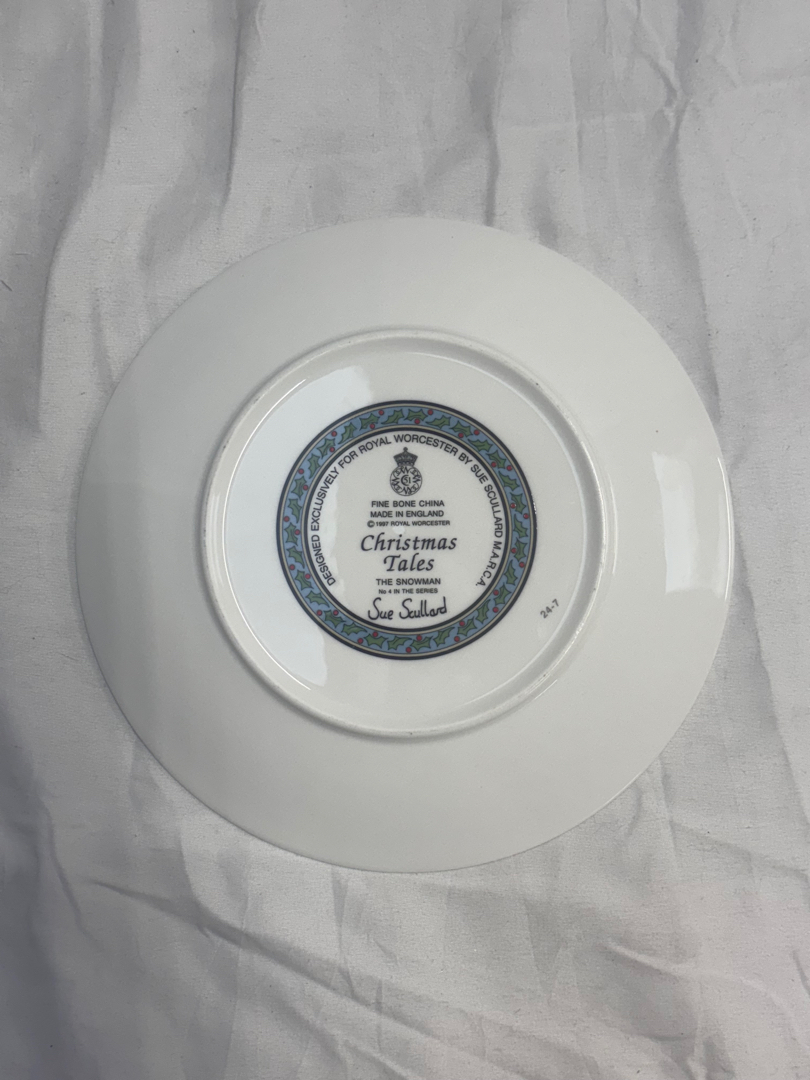 DESIGNED EXCLUSIVELY FOR ROYAL WORCESTER BY SUE SCULLARD M.A.R.C.A.
FINE BONE CHINA
MADE IN ENGLAND
© 1997 ROYAL WORCESTER
Christmas
Tales
THE SNOWMAN
No 4 IN THE SERIES
Sue Scullard
24-7